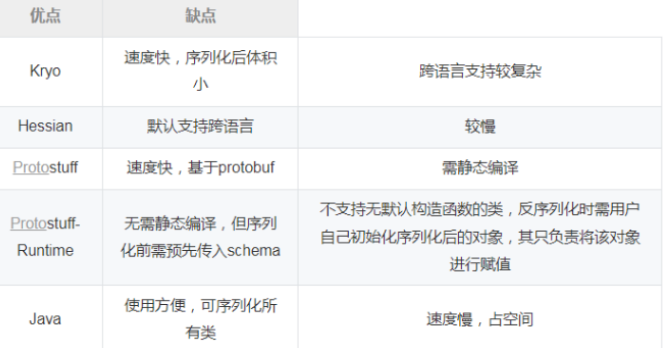 优点 缺点
Kryo 速度快，序列化后体积 跨语言支持较复杂
小
Hessian 默认支持跨语言 较慢
Protostuff 速度快，基于protobuf 需静态编译
Protostuff- 无需静态编译，但序列 不支持无默认构造函数的类，反序列化时需用户
Runtime 化前需预先传入schema 自己初始化序列化后的对象，其只负责将该对象
进行赋值
Java 使用方便，可序列化所 速度慢，占空间
有类